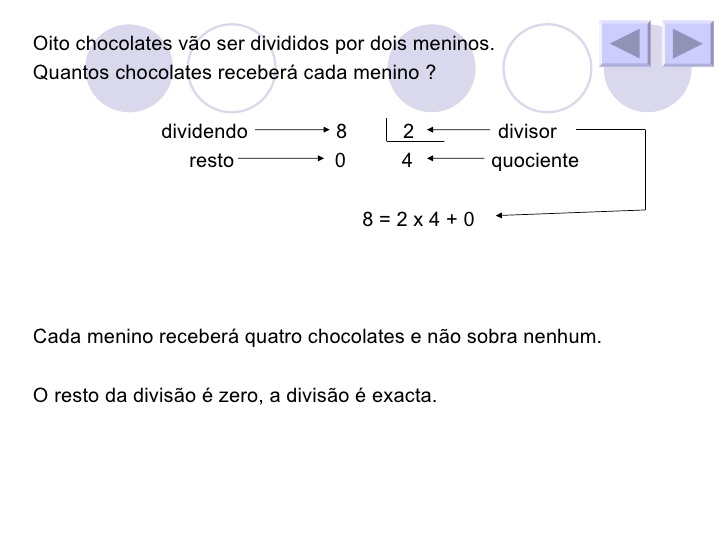 Oito chocolates vão ser divididos por dois meninos.
Quantos chocolates receberá cada menino ?
dividendo 8 2 divisor
resto 0 4 quociente
8 = 2 x 4 + 0
Cada menino receberá quatro chocolates e não sobra nenhum.
O resto da divisão é zero, a divisão é exacta.